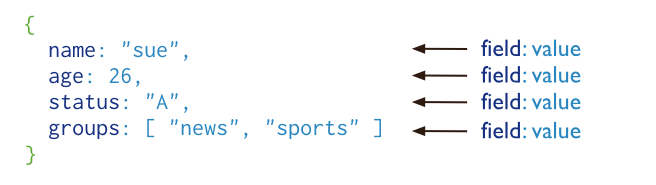 {
name: "sue", field: value
age: 26, field: value
status: "A", field: value
groups: [ "news", "sports" ] field: value
}